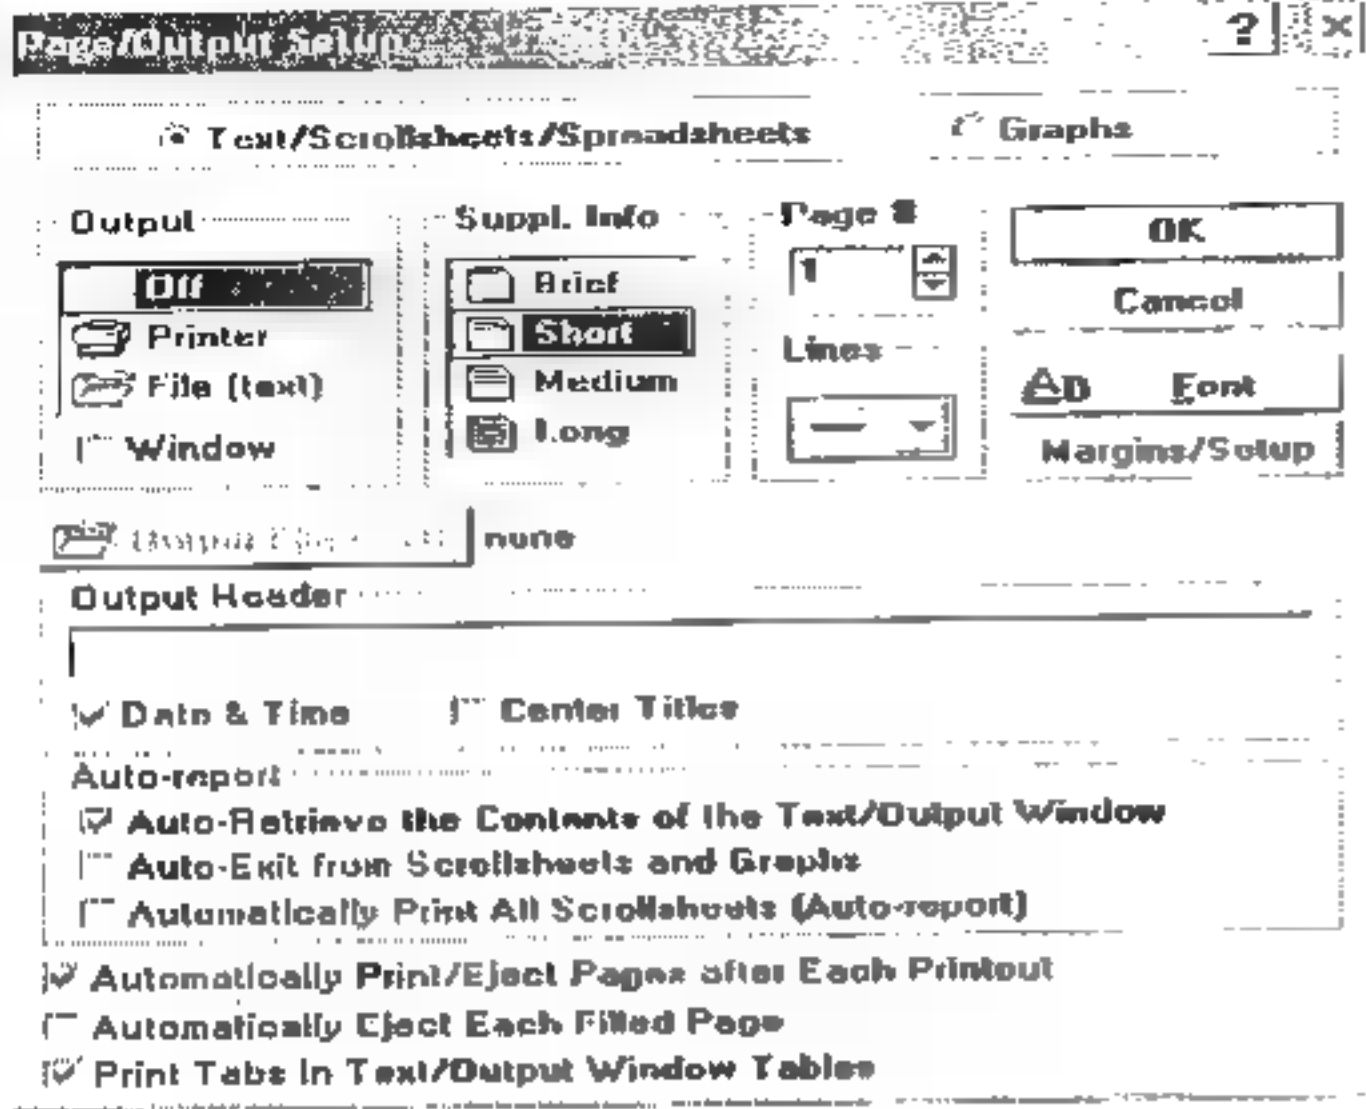 Page/Output Setup ? ×
Text/Scrollsheets/Spreadsheets Graphs
Output Suppl. Info Page # OK
Off Brief 1 Cancel
Printer Short Lines
File (text) Medium AB Font
Window Long Margins/Setup
Output none
Output Header
Date & Time Center Titles
Auto-report
Auto-Retrieve the Contents of the Text/Output Window
Auto-Exit from Scrollsheets and Graphs
Automatically Print All Scrollsheets (Auto-report)
Automatically Print/Eject Pages after Each Printout
Automatically Eject Each Filled Page
Print Tabs in Text/Output Window Tables